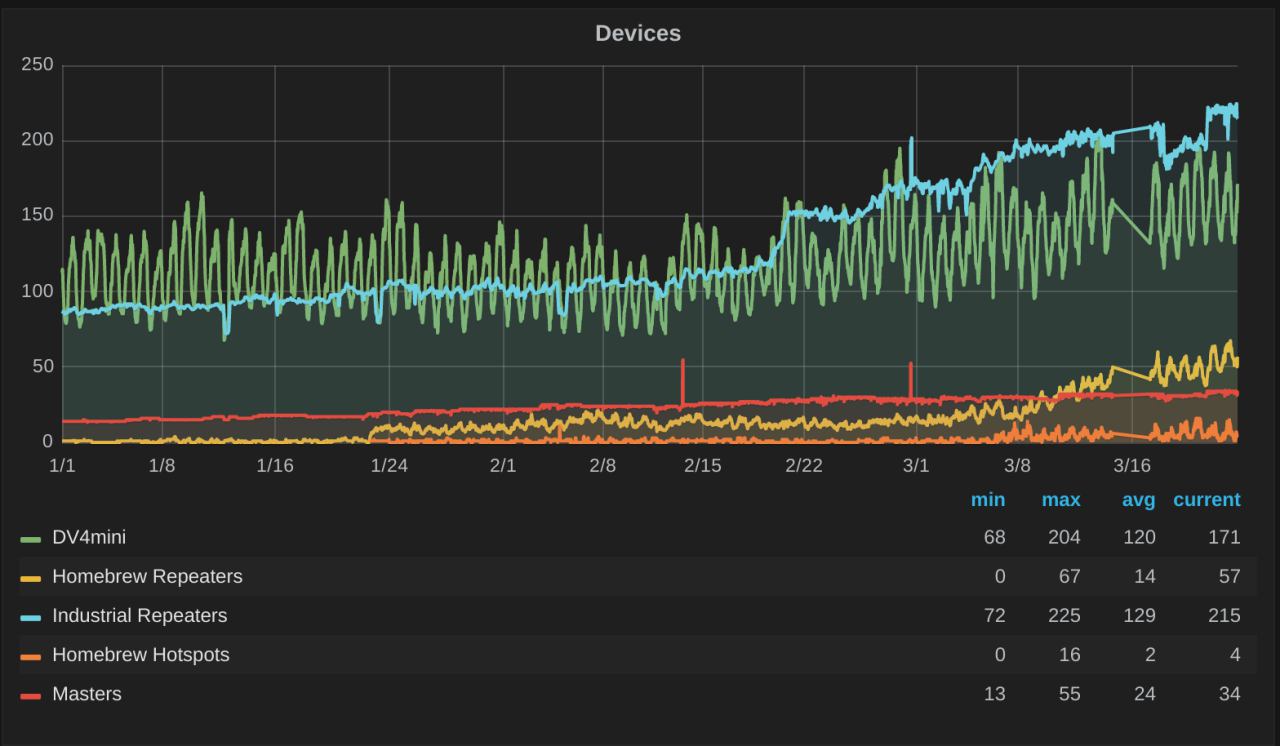 Devices
250
200
150
100
50
0
1/1 1/8 1/16 1/24 2/1 2/8 2/15 2/22 3/1 3/8 3/16
min max avg current
DV4mini 68 204 120 171
Homebrew Repeaters 0 67 14 57
Industrial Repeaters 72 225 129 215
Homebrew Hotspots 0 16 2 4
Masters 13 55 24 34